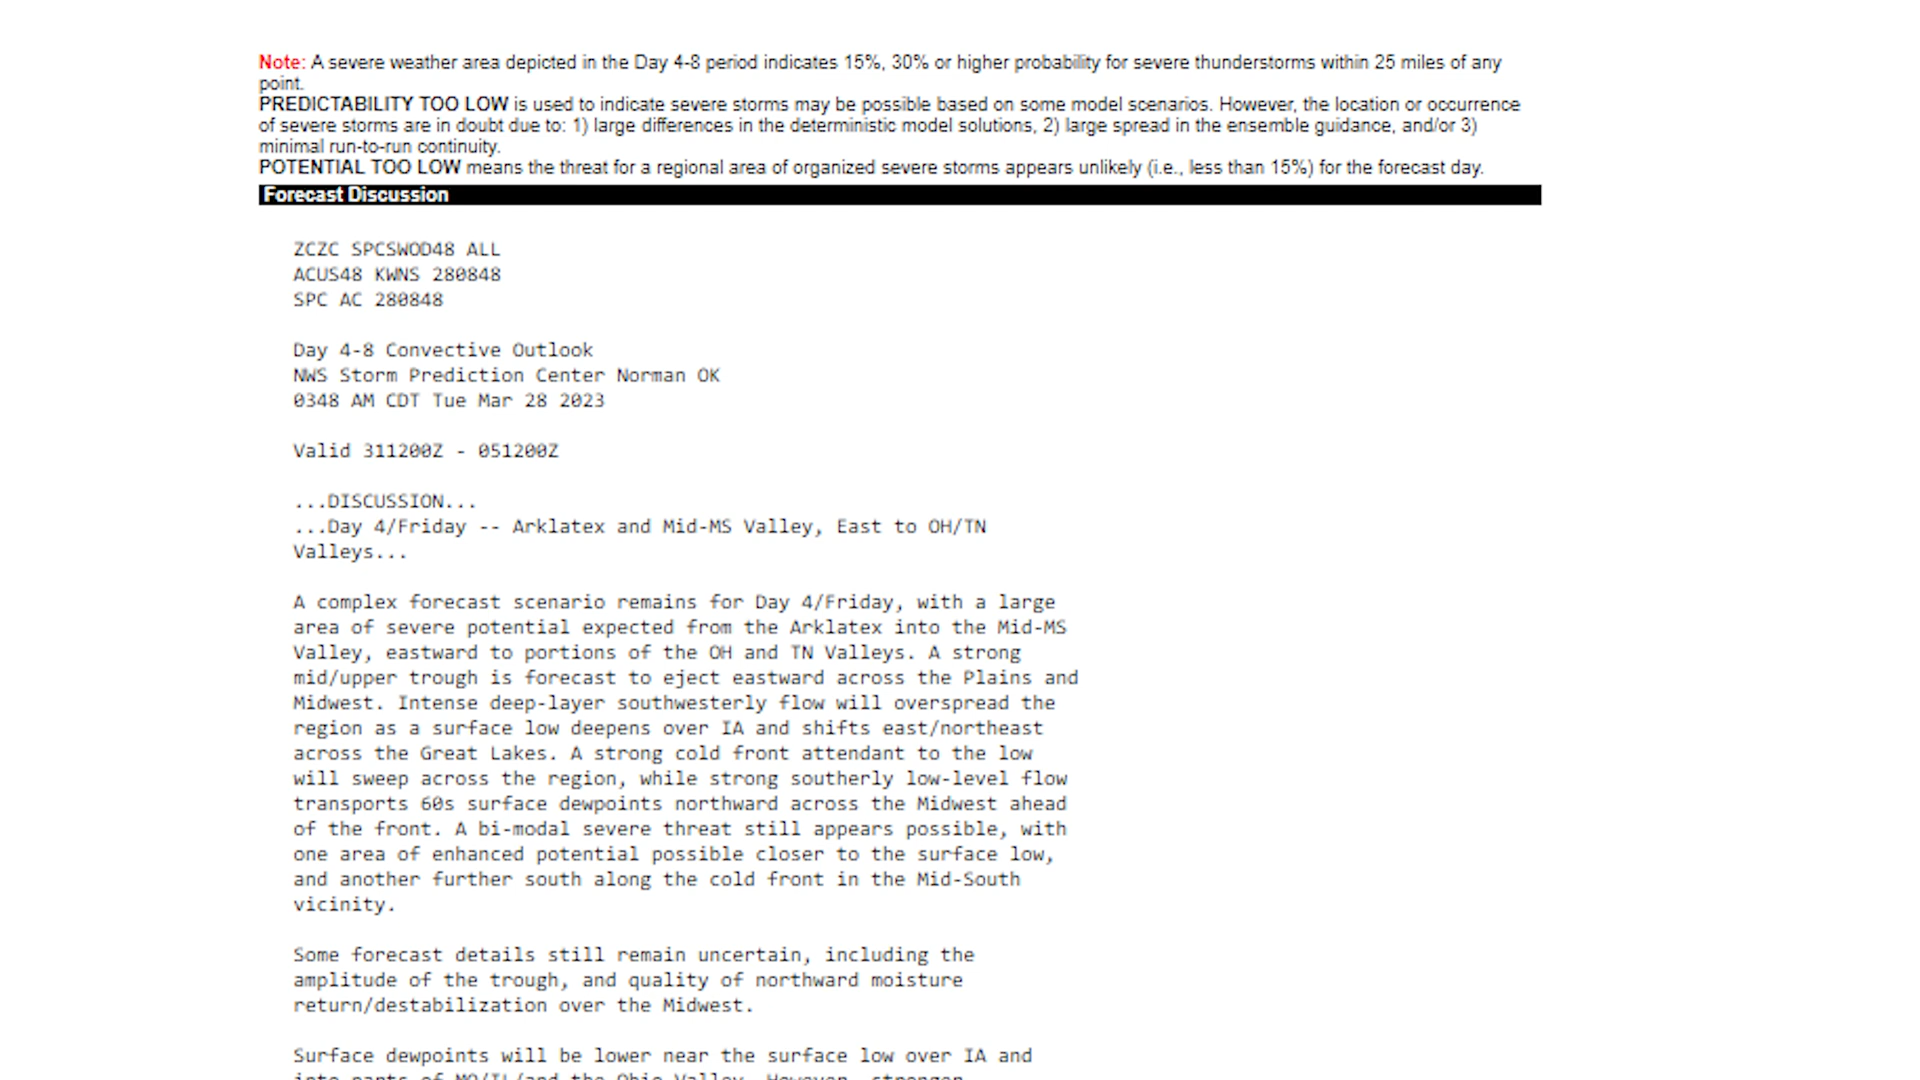 Note: A severe weather area depicted in the Day 4-8 period indicates 15%, 30% or higher probability for severe thunderstorms within 25 miles of any
point.
PREDICTABILITY TOO LOW is used to indicate severe storms may be possible based on some model scenarios. However, the location or occurrence
of severe storms are in doubt due to: 1) large differences in the deterministic model solutions, 2) large spread in the ensemble guidance, and/or 3)
minimal run-to-run continuity.
POTENTIAL TOO LOW means the threat for a regional area of organized severe storms appears unlikely (i.e., less than 15%) for the forecast day.
Forecast Discussion
ZCZC SPCSWOD48 ALL
ACUS48 KWNS 280848
SPC AC 280848
Day 4-8 Convective Outlook
NWS Storm Prediction Center Norman OK
0348 AM CDT Tue Mar 28 2023
Valid 311200Z - 051200Z
...DISCUSSION...
...Day 4/Friday -- Arklatex and Mid-MS Valley, East to OH/TN
Valleys...
A complex forecast scenario remains for Day 4/Friday, with a large
area of severe potential expected from the Arklatex into the Mid-MS
Valley, eastward to portions of the OH and TN Valleys. A strong
mid/upper trough is forecast to eject eastward across the Plains and
Midwest. Intense deep-layer southwesterly flow will overspread the
region as a surface low deepens over IA and shifts east/northeast
across the Great Lakes. A strong cold front attendant to the low
will sweep across the region, while strong southerly low-level flow
transports 60s surface dewpoints northward across the Midwest ahead
of the front. A bi-modal severe threat still appears possible, with
one area of enhanced potential possible closer to the surface low,
and another further south along the cold front in the Mid-South
vicinity.
Some forecast details still remain uncertain, including the
amplitude of the trough, and quality of northward moisture
return/destabilization over the Midwest.
Surface dewpoints will be lower near the surface low over IA and
into parts of MO/IL/and the Ohio Valley. However, stronger